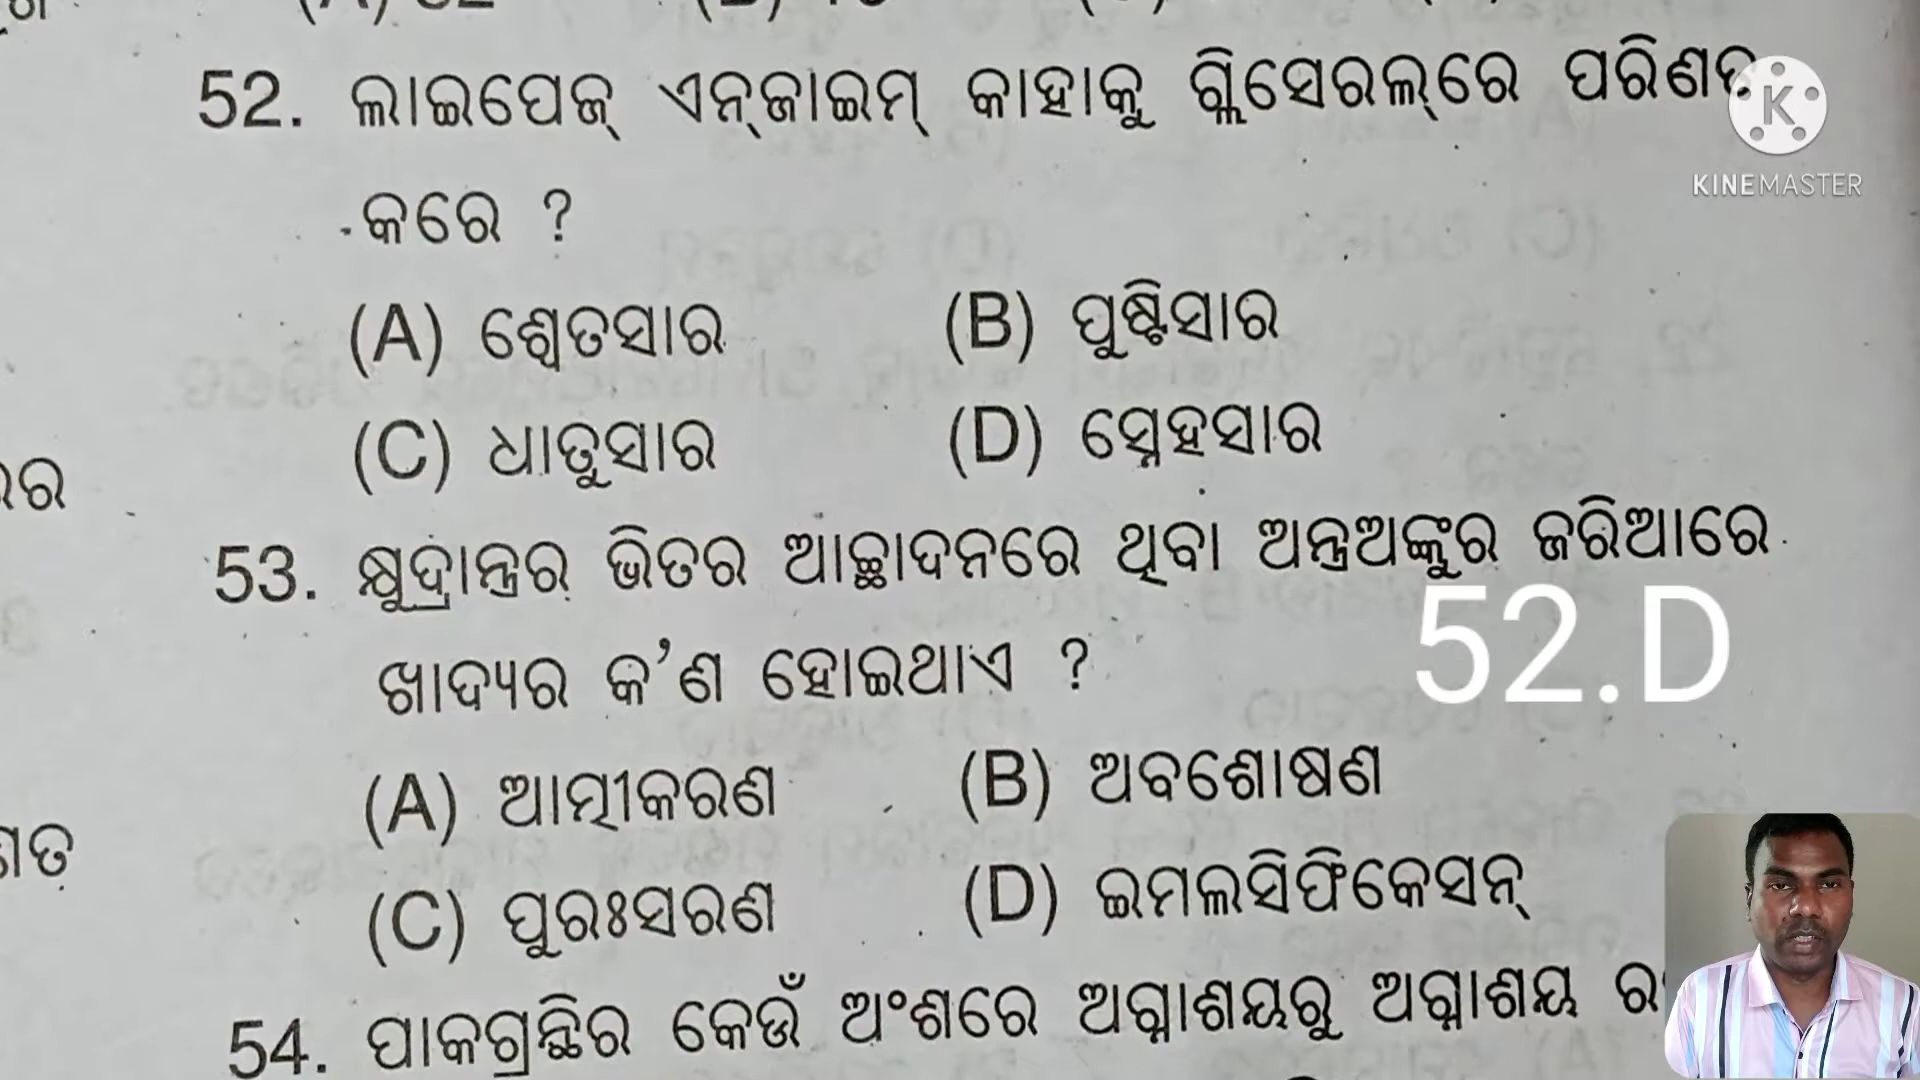 52. ଲାଇପେଜ୍ ଏନ୍‌ଜାଇମ୍ କାହାକୁ ଗ୍ଲିସେରଲ୍‌ରେ ପରିଣତ
କରେ ?
(A) ଶ୍ୱେତସାର (B) ପୁଷ୍ଟିସାର
(C) ଧାତୁସାର (D) ସ୍ନେହସାର
53. କ୍ଷୁଦ୍ରାନ୍ତ୍ରର ଭିତର ଆଚ୍ଛାଦନରେ ଥିବା ଅନ୍ତ୍ରଅଙ୍କୁର ଜରିଆରେ
ଖାଦ୍ୟର କ'ଣ ହୋଇଥାଏ ?
(A) ଆତ୍ମୀକରଣ (B) ଅବଶୋଷଣ
(C) ପୁରଃସରଣ (D) ଇମଲସିଫିକେସନ୍
54. ପାକଗ୍ରନ୍ଥିର କେଉଁ ଅଂଶରେ ଅଗ୍ନାଶୟରୁ ଅଗ୍ନାଶୟ
52.D
KINEMASTER